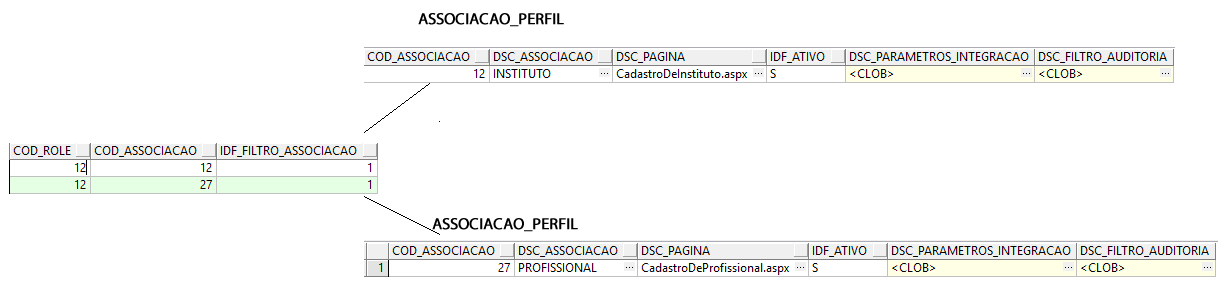 ASSOCIACAO_PERFIL
COD_ASSOCIACAO DSC_ASSOCIACAO DSC_PAGINA IDF_ATIVO DSC_PARAMETROS_INTEGRACAO DSC_FILTRO_AUDITORIA
12 INSTITUTO ... CadastroDeInstituto.aspx ... S <CLOB> ... <CLOB> ...
COD_ROLE COD_ASSOCIACAO IDF_FILTRO_ASSOCIACAO
12 12 1
12 27 1
ASSOCIACAO_PERFIL
COD_ASSOCIACAO DSC_ASSOCIACAO DSC_PAGINA IDF_ATIVO DSC_PARAMETROS_INTEGRACAO DSC_FILTRO_AUDITORIA
1 27 PROFISSIONAL ... CadastroDeProfissional.aspx ... S <CLOB> ... <CLOB> ...